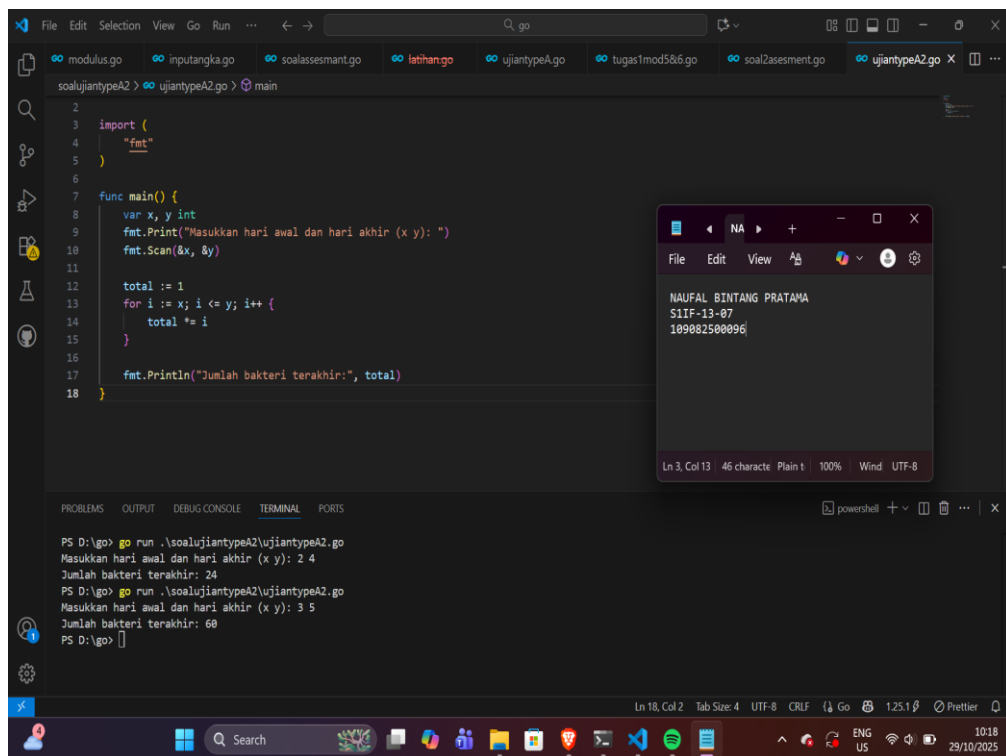 File Edit Selection View Go Run ···
go
modulus.go inputangka.go soalassesmant.go latihan.go ujiantypeA.go tugas1mod5&6.go soal2asesment.go ujiantypeA2.go
soalujiantypeA2 > ujiantypeA2.go > main
2
3 import (
4 "fmt"
5 )
6
7 func main() {
8 var x, y int
9 fmt.Print("Masukkan hari awal dan hari akhir (x y): ")
10 fmt.Scan(&x, &y)
11
12 total := 1
13 for i := x; i <= y; i++ {
14 total *= i
15 }
16
17 fmt.Println("Jumlah bakteri terakhir:", total)
18 }
NA
File Edit View
NAUFAL BINTANG PRATAMA
S1IF-13-07
109082500096
Ln 3, Col 13 46 characte Plain t 100% Wind UTF-8
PROBLEMS OUTPUT DEBUG CONSOLE TERMINAL PORTS
powershell
PS D:\go> go run .\soalujiantypeA2\ujiantypeA2.go
Masukkan hari awal dan hari akhir (x y): 2 4
Jumlah bakteri terakhir: 24
PS D:\go> go run .\soalujiantypeA2\ujiantypeA2.go
Masukkan hari awal dan hari akhir (x y): 3 5
Jumlah bakteri terakhir: 60
PS D:\go>
1
Ln 18, Col 2 Tab Size: 4 UTF-8 CRLF Go 1.25.1 Prettier
4
Search
ENG
US
10:18
29/10/2025